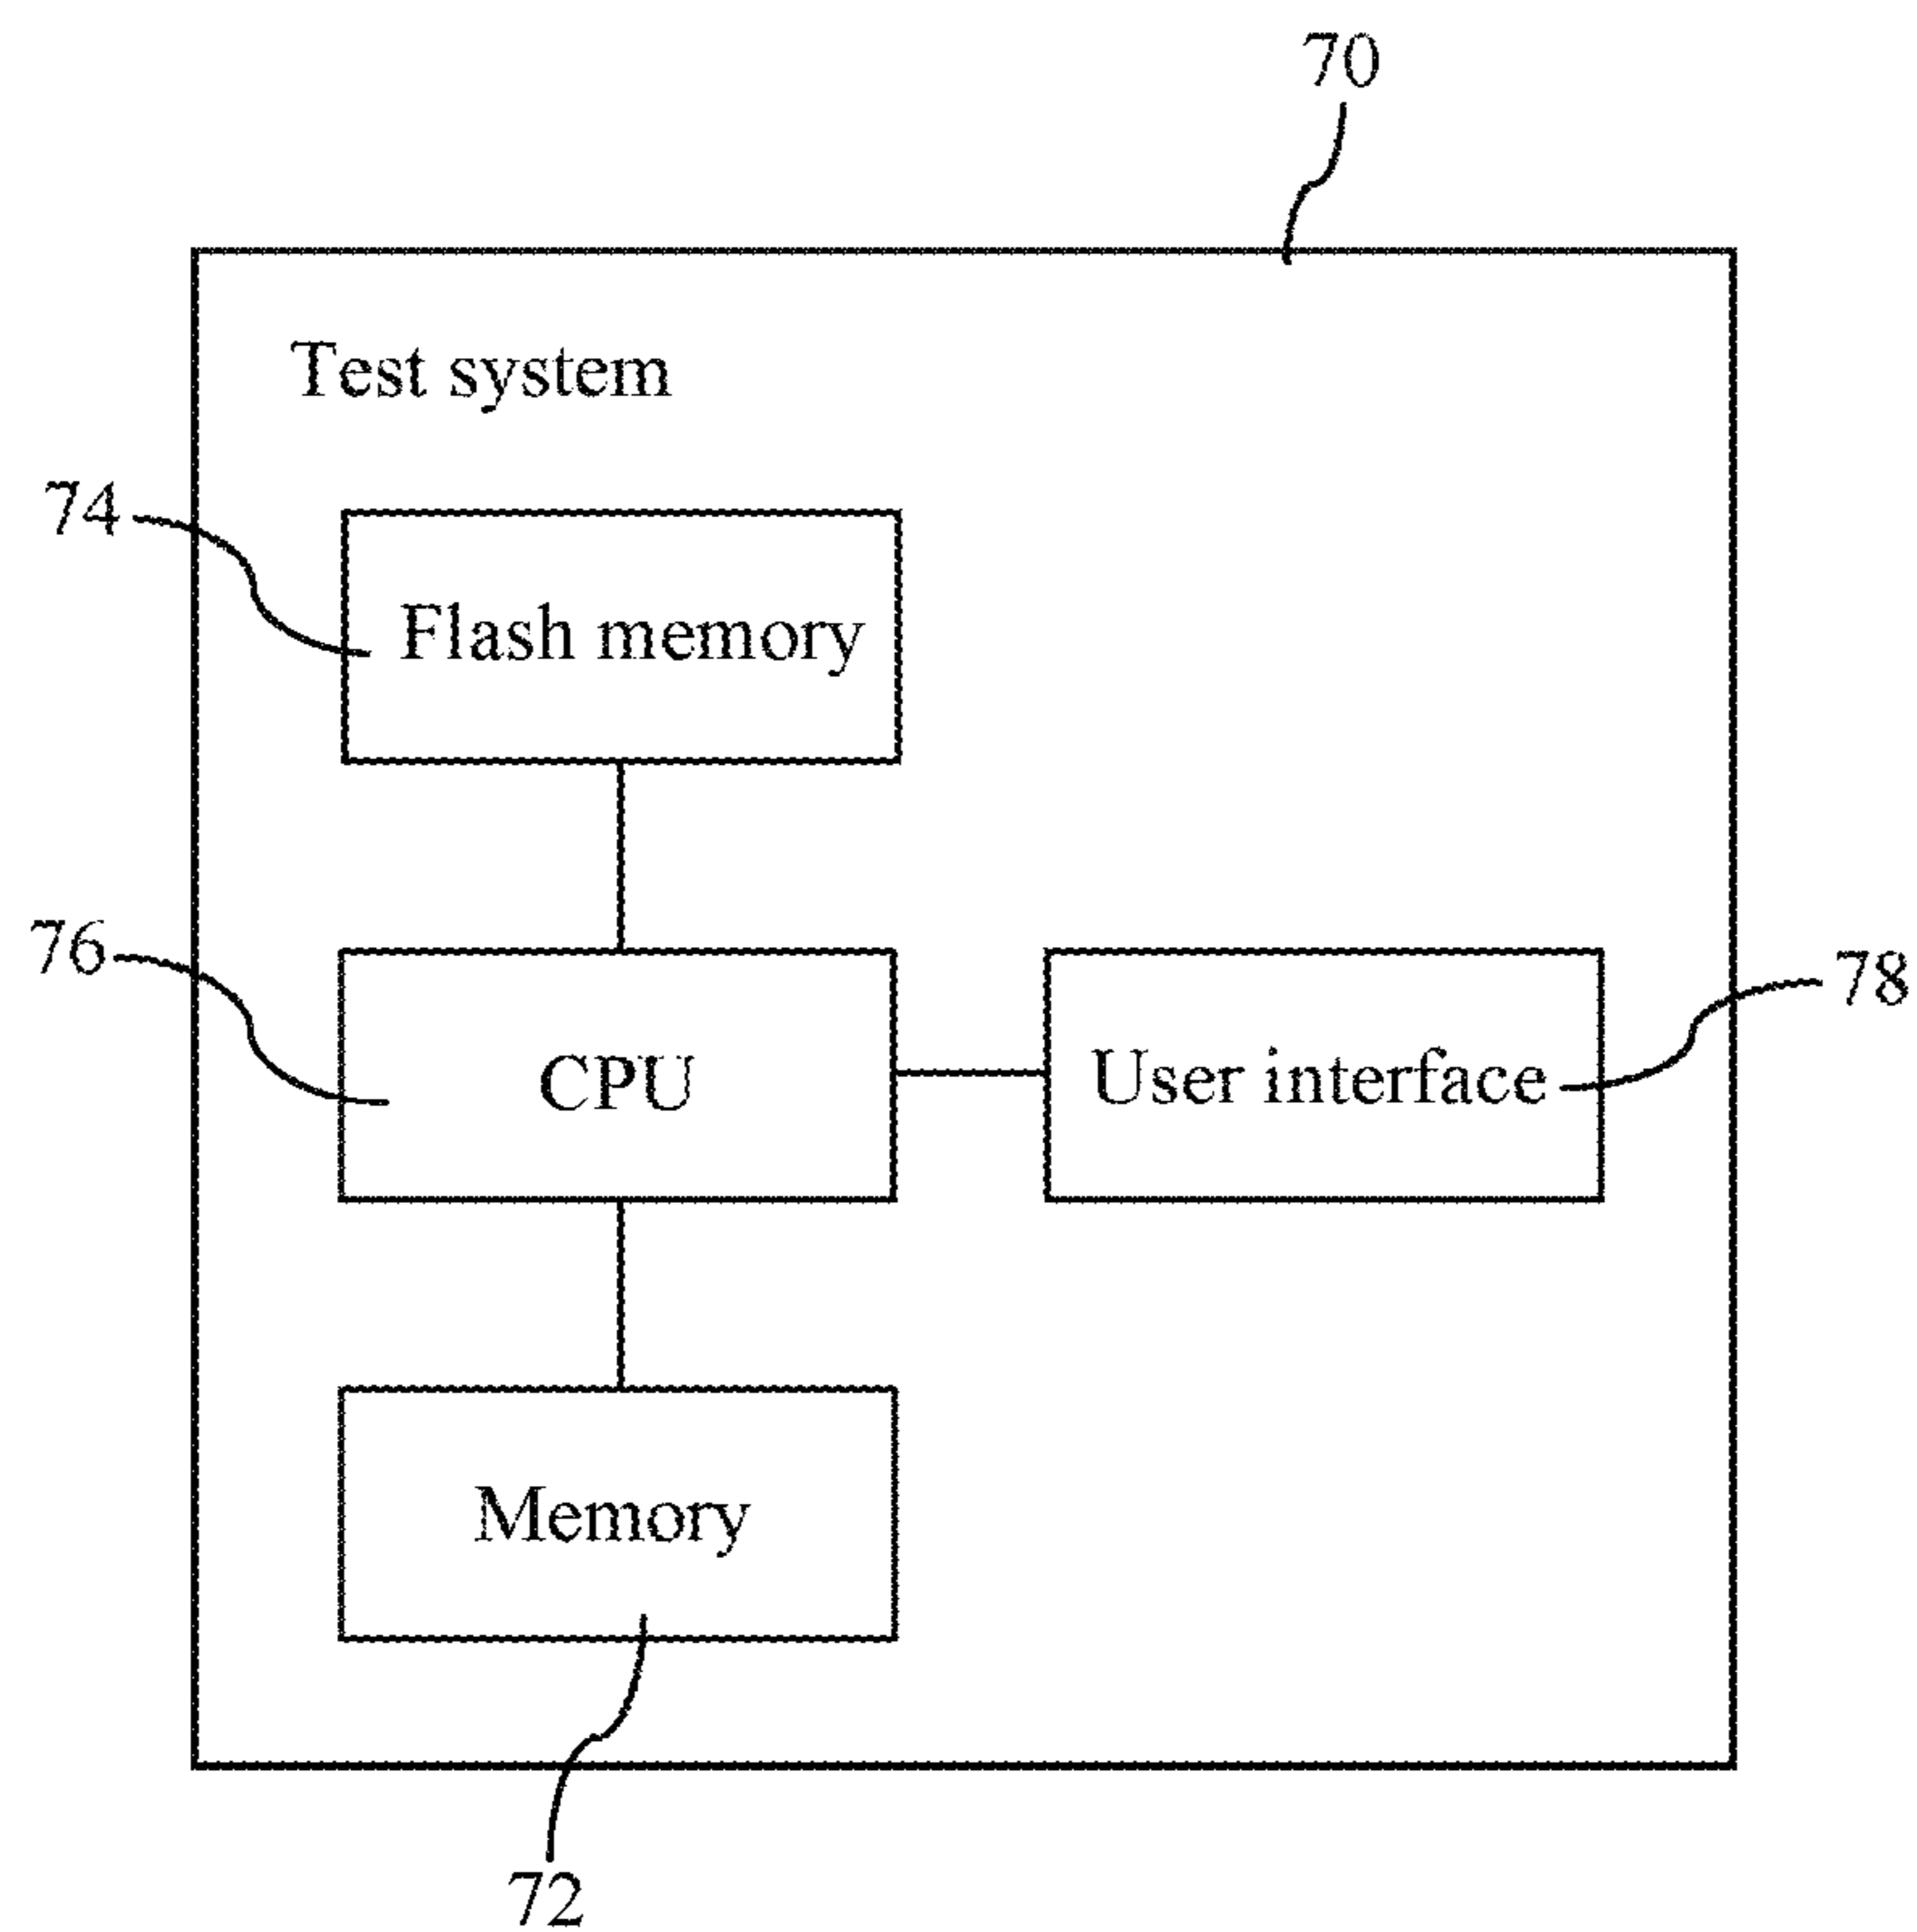 70
Test system
74
Flash memory
76
CPU
User interface
78
Memory
72